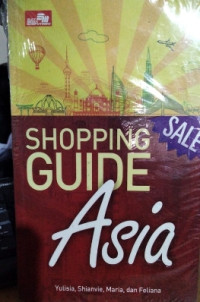 SHOPPING
SALE
GUIDE
Asia
Yulisia, Shianvie, Maria, dan Feliana